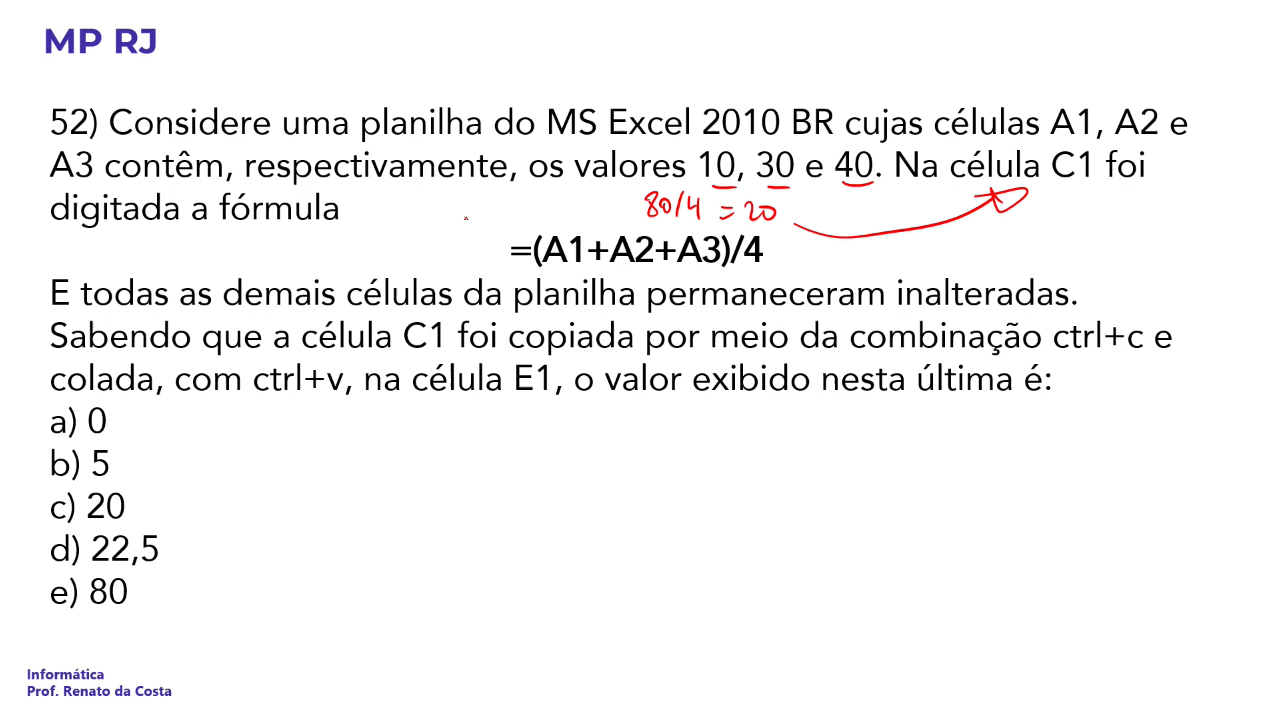 MP RJ
52) Considere uma planilha do MS Excel 2010 BR cujas células A1, A2 e
A3 contêm, respectivamente, os valores 10, 30 e 40. Na célula C1 foi
digitada a fórmula
80/4 = 20
=(A1+A2+A3)/4
E todas as demais células da planilha permaneceram inalteradas.
Sabendo que a célula C1 foi copiada por meio da combinação ctrl+c e
colada, com ctrl+v, na célula E1, o valor exibido nesta última é:
a) 0
b) 5
c) 20
d) 22,5
e) 80
Informática
Prof. Renato da Costa